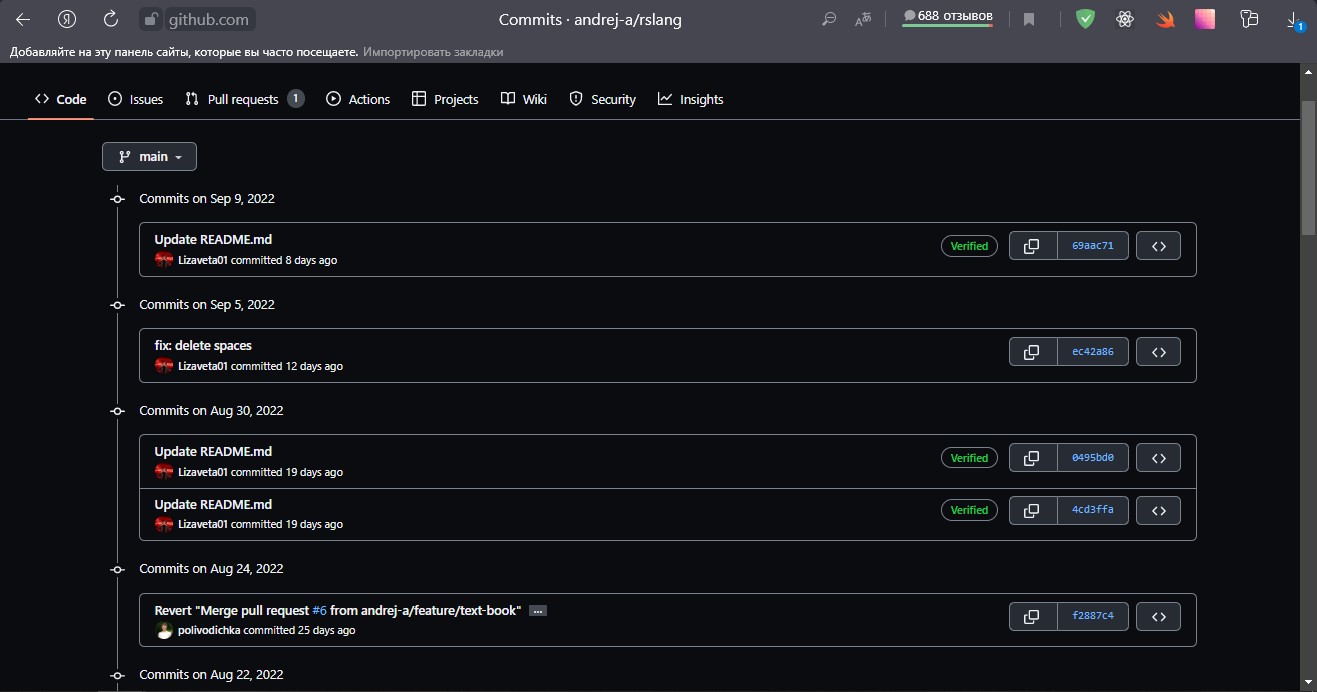 github.com
Commits · andrej-a/rslang
688 отзывов
1
Добавляйте на эту панель сайты, которые вы часто посещаете. Импортировать закладки
Code Issues Pull requests 1 Actions Projects Wiki Security Insights
main
Commits on Sep 9, 2022
Update README.md
Lizaveta01 committed 8 days ago
Verified
69aac71
Commits on Sep 5, 2022
fix: delete spaces
Lizaveta01 committed 12 days ago
ec42a86
Commits on Aug 30, 2022
Update README.md
Lizaveta01 committed 19 days ago
Verified
0495bd0
Update README.md
Lizaveta01 committed 19 days ago
Verified
4cd3ffa
Commits on Aug 24, 2022
Revert "Merge pull request #6 from andrej-a/feature/text-book" …
polivodichka committed 25 days ago
f2887c4
Commits on Aug 22, 2022